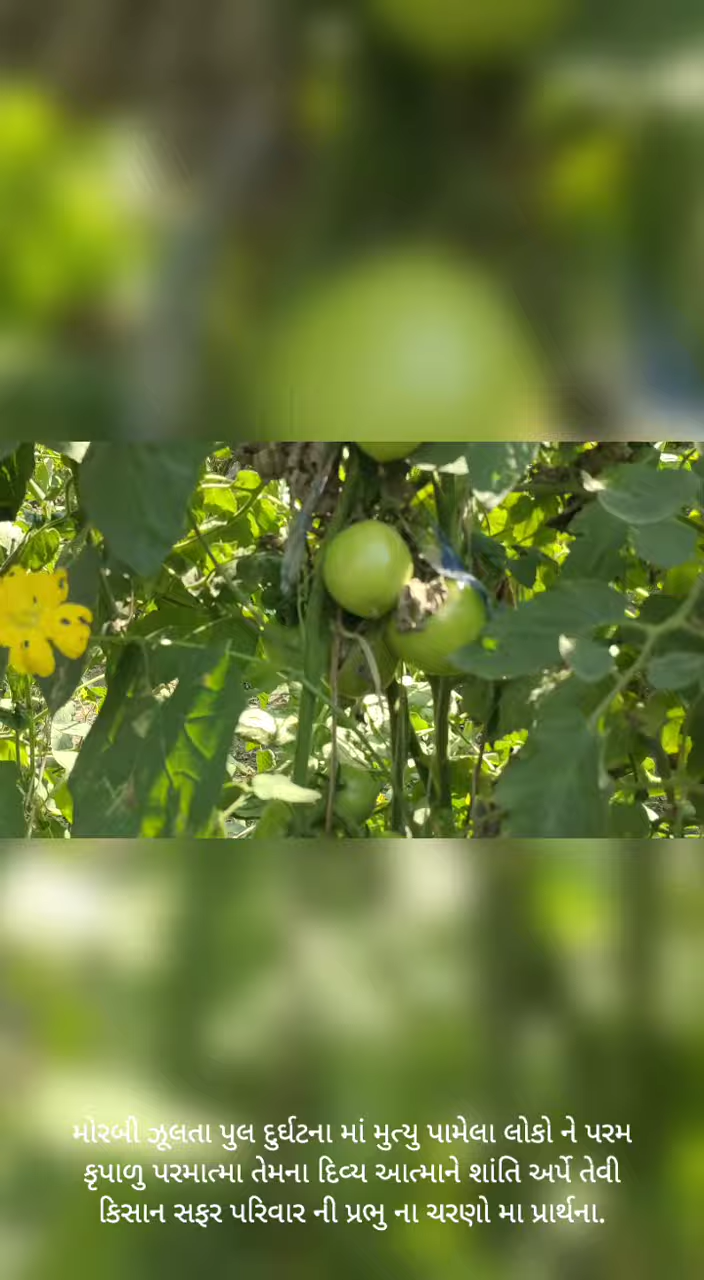 મોરબી ઝૂલતા પુલ દુર્ઘટના માં મુત્યુ પામેલા લોકો ને પરમ
કૃપાળુ પરમાત્મા તેમના દિવ્ય આત્માને શાંતિ અર્પે તેવી
કિસાન સફર પરિવાર ની પ્રભુ ના ચરણો મા પ્રાર્થના.